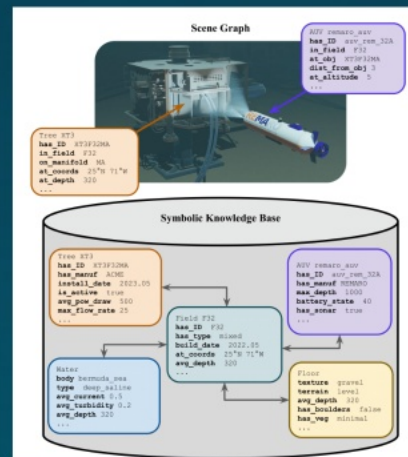 Scene Graph
AUV remaro_auv
has_ID auv_rem_32A
in_field F32
at_obj XT3F32MA
dist_from_obj 3
at_altitude 5
...
Tree XT3
has_ID XT3F32MA
in_field F32
on_manifold MA
at_coords 25°N 71°W
at_depth 320
...
Symbolic Knowledge Base
Tree XT3
has_ID XT3F32MA
has_manuf ACME
install_date 2023.05
is_active true
avg_pow_draw 500
max_flow_rate 25
...
AUV remaro_auv
has_ID auv_rem_32A
has_manuf REMARO
max_depth 1000
battery_state 40
has_sonar true
...
Field F32
has_ID F32
has_type mixed
build_date 2022.05
at_coords 25°N 71°W
avg_depth 320
...
Water
body bermuda_sea
type deep_saline
avg_current 0.5
avg_turbidity 0.2
avg_depth 320
...
Floor
texture gravel
terrain level
avg_depth 320
has_boulders false
has_veg minimal
...